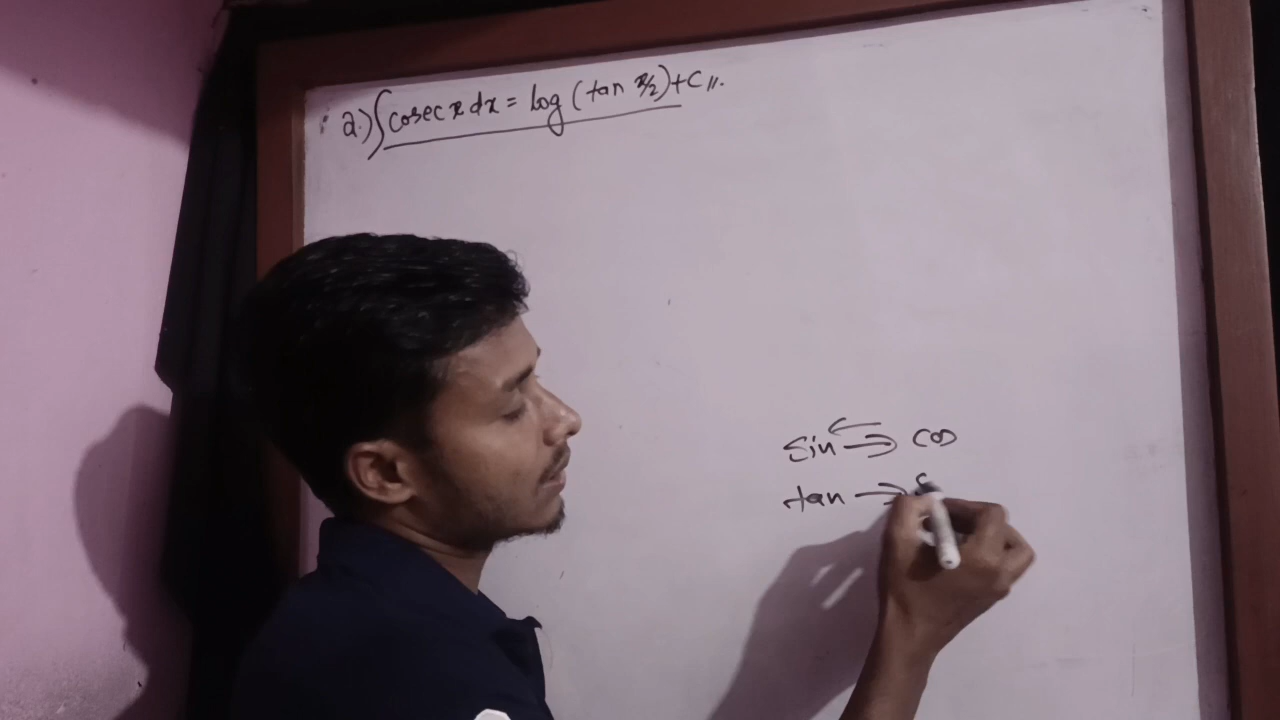 2.) ∫cosec x dx = log (tan x/2)+c //.
sin ⇄ cos
tan →